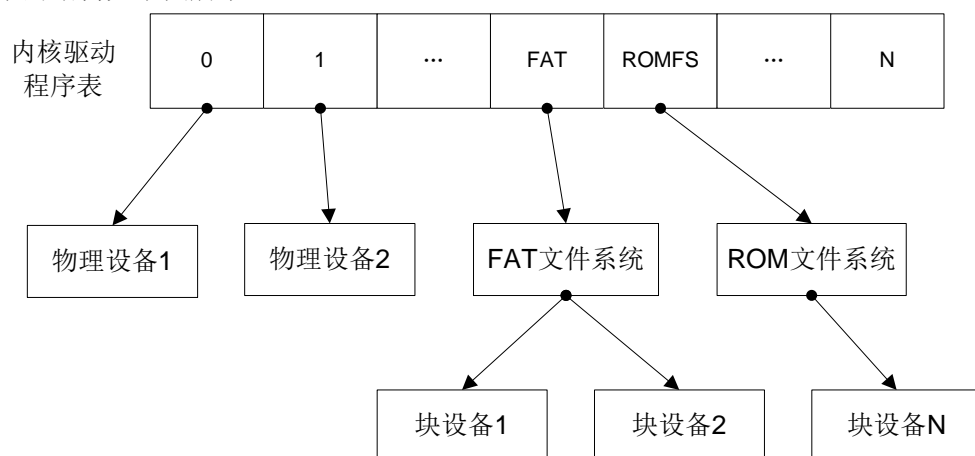 内核驱动
程序表
0 1 … FAT ROMFS … N
物理设备1 物理设备2 FAT文件系统 ROM文件系统
块设备1 块设备2 块设备N